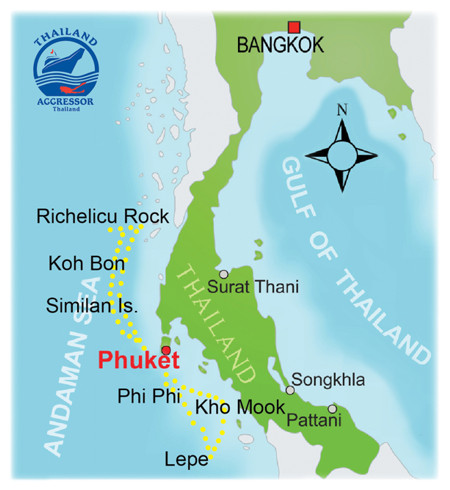 THAILAND
AGGRESSOR
Thailand
BANGKOK
N
GULF OF THAILAND
Richelicu Rock
Koh Bon
Surat Thani
Similan Is.
THAILAND
ANDAMAN SEA
Phuket
Songkhla
Phi Phi
Kho Mook
Pattani
Lepe